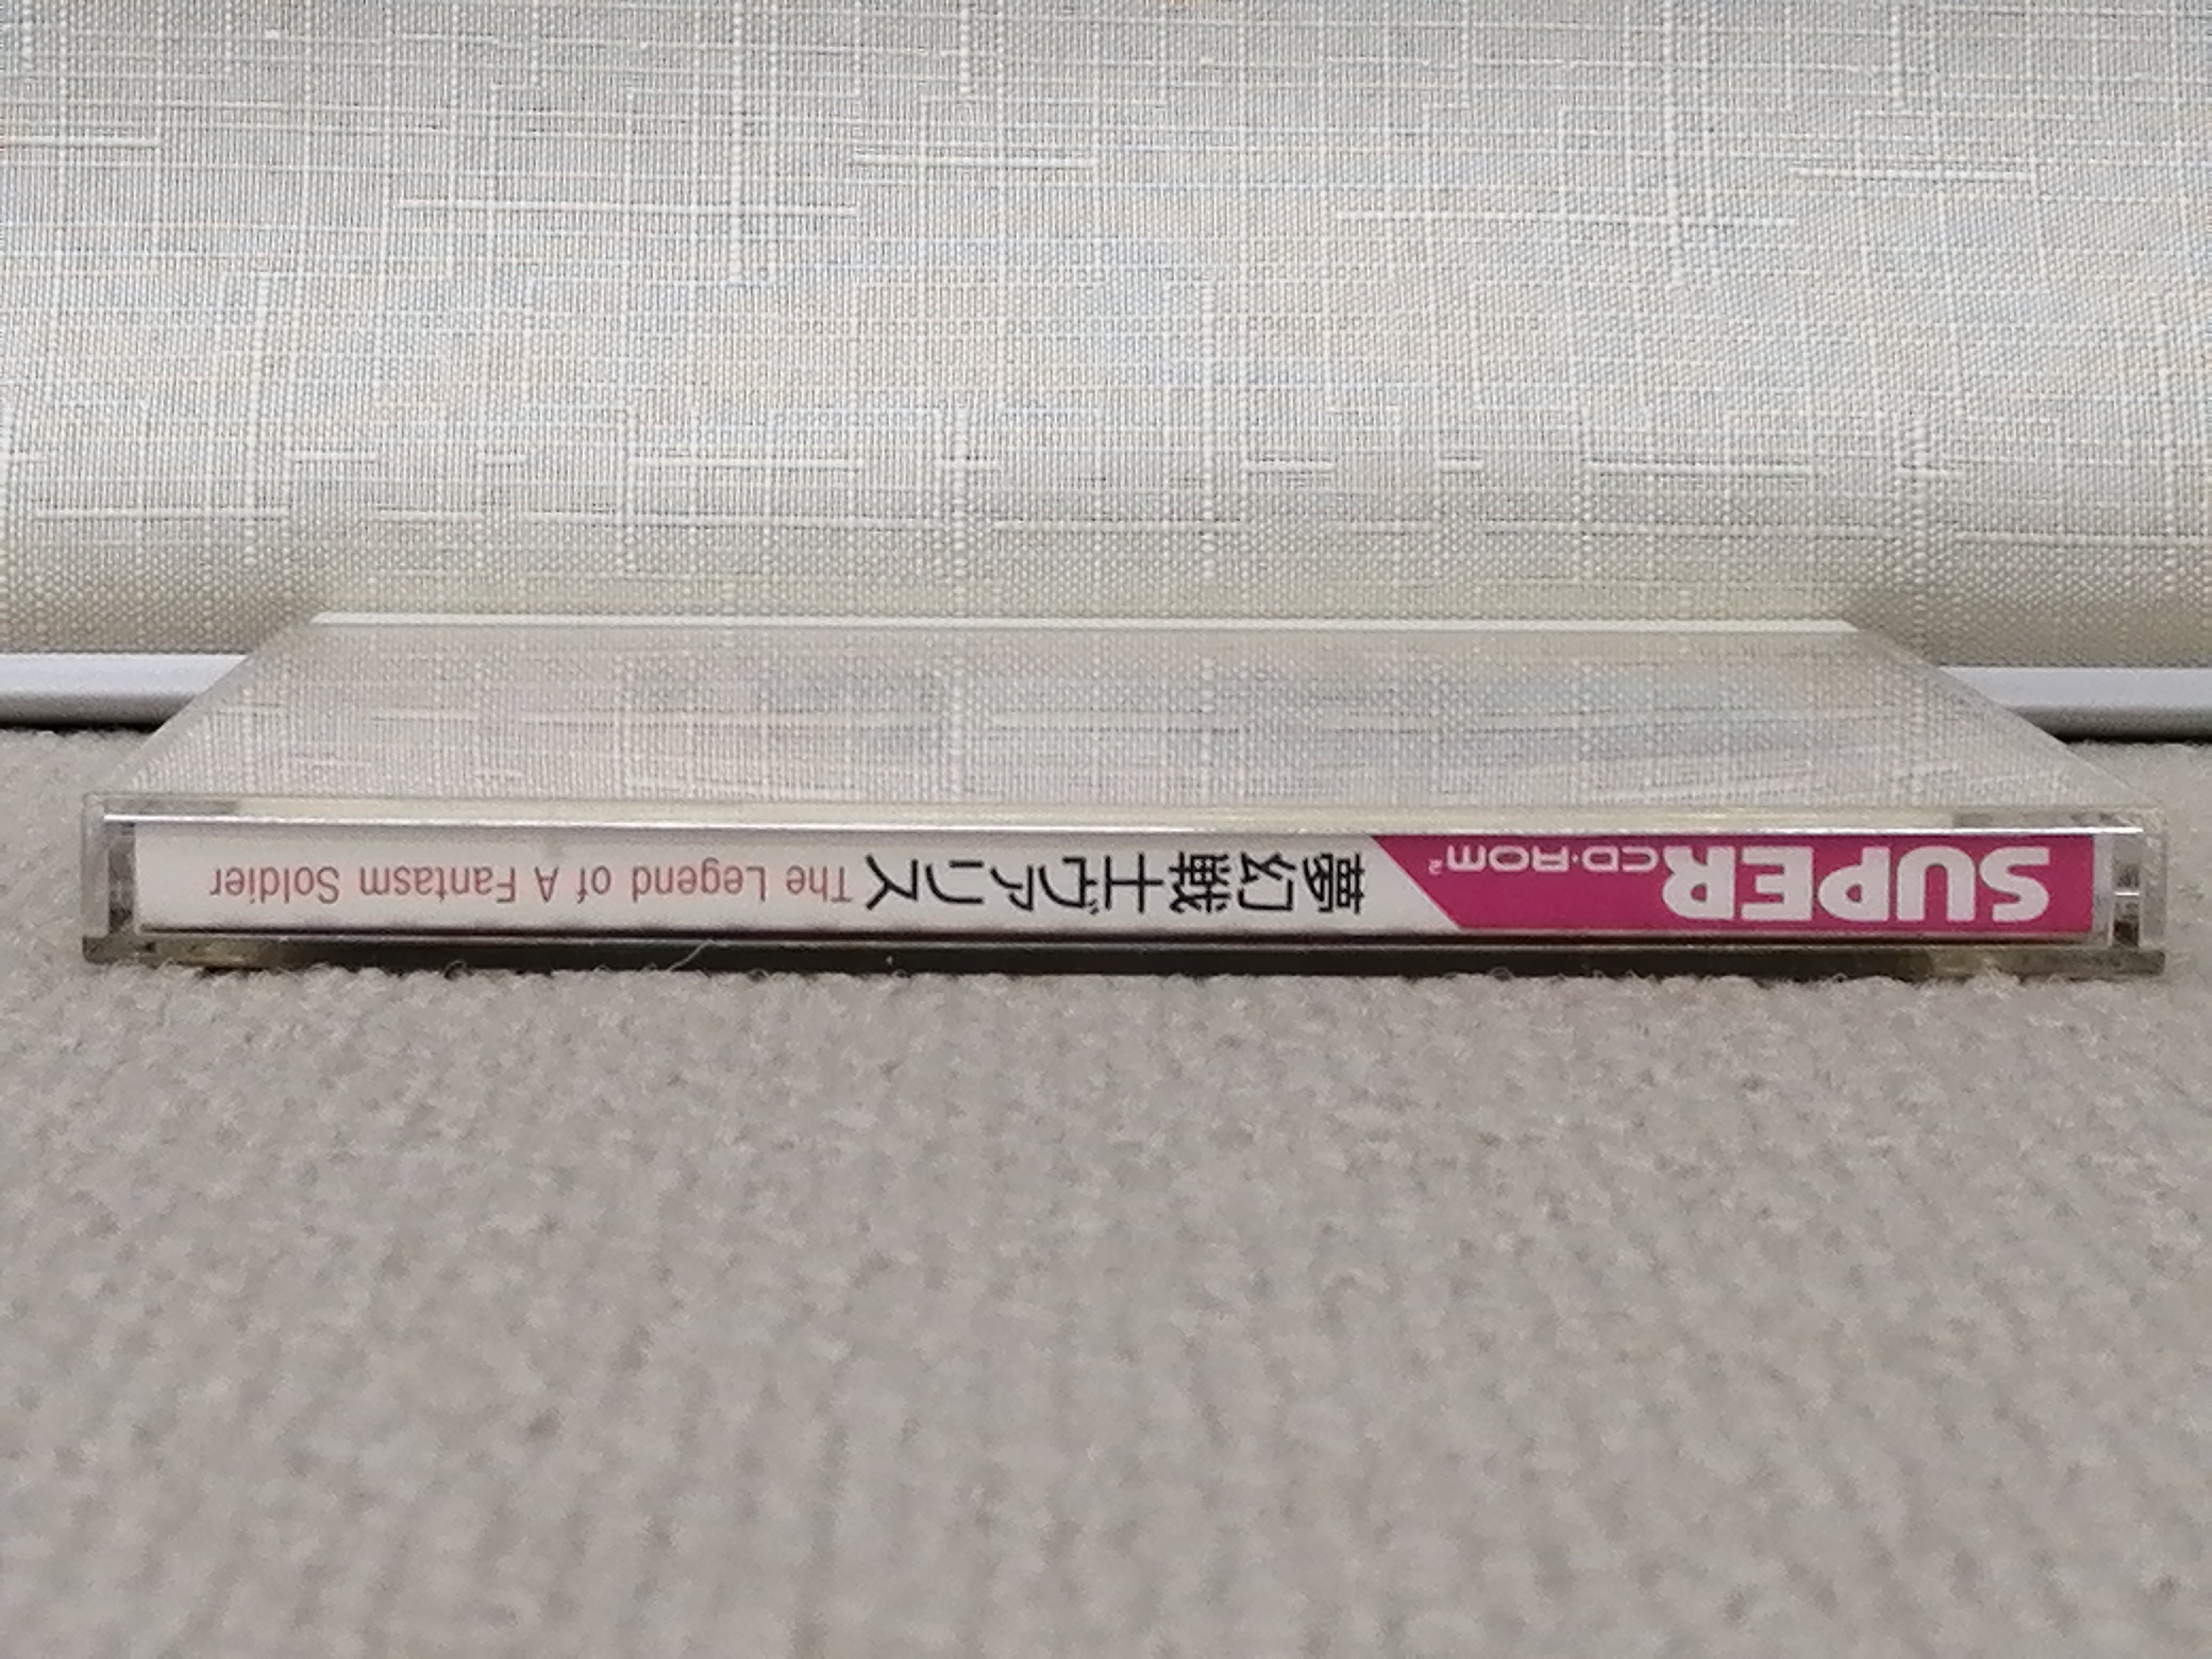 SUPER CD-ROM² 夢幻戦士ヴァリス The Legend of A Fantasm Soldier